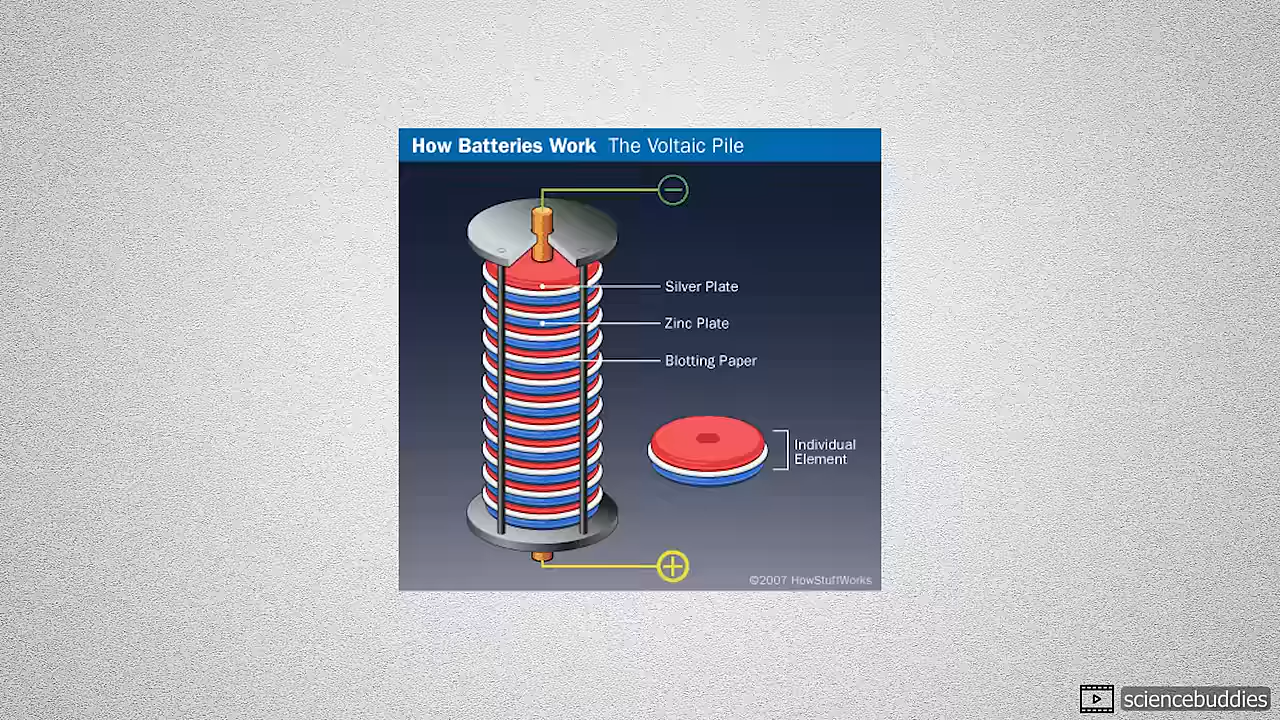 How Batteries Work The Voltaic Pile
Silver Plate
Zinc Plate
Blotting Paper
Individual
Element
©2007 HowStuffWorks
sciencebuddies